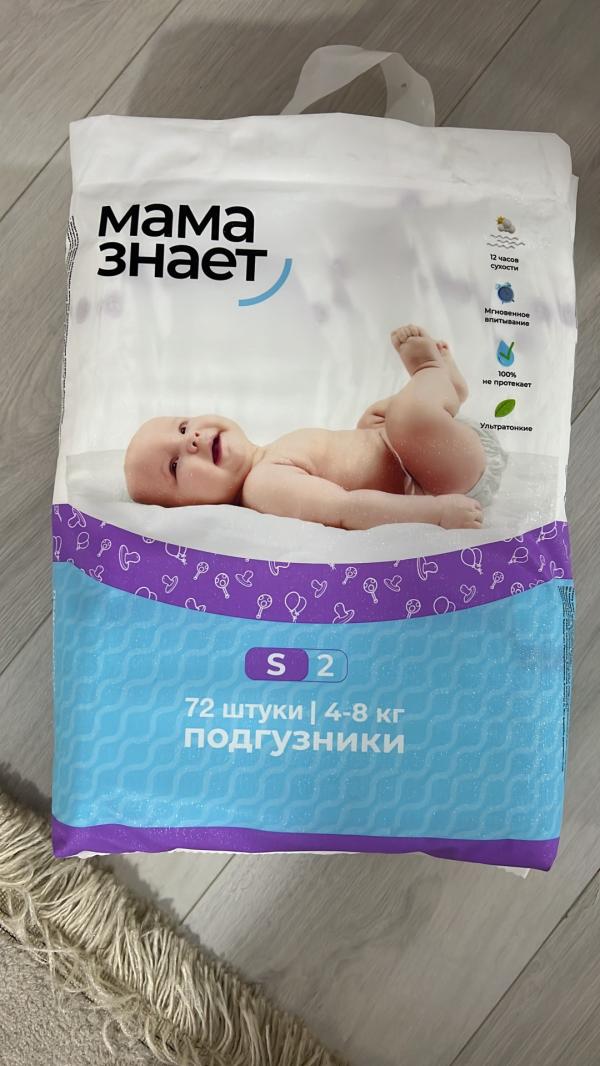 мама
знает
12 часов
сухости
Мгновенное
впитывание
100%
не протекает
Ультратонкие
S 2
72 штуки | 4-8 кг
подгузники